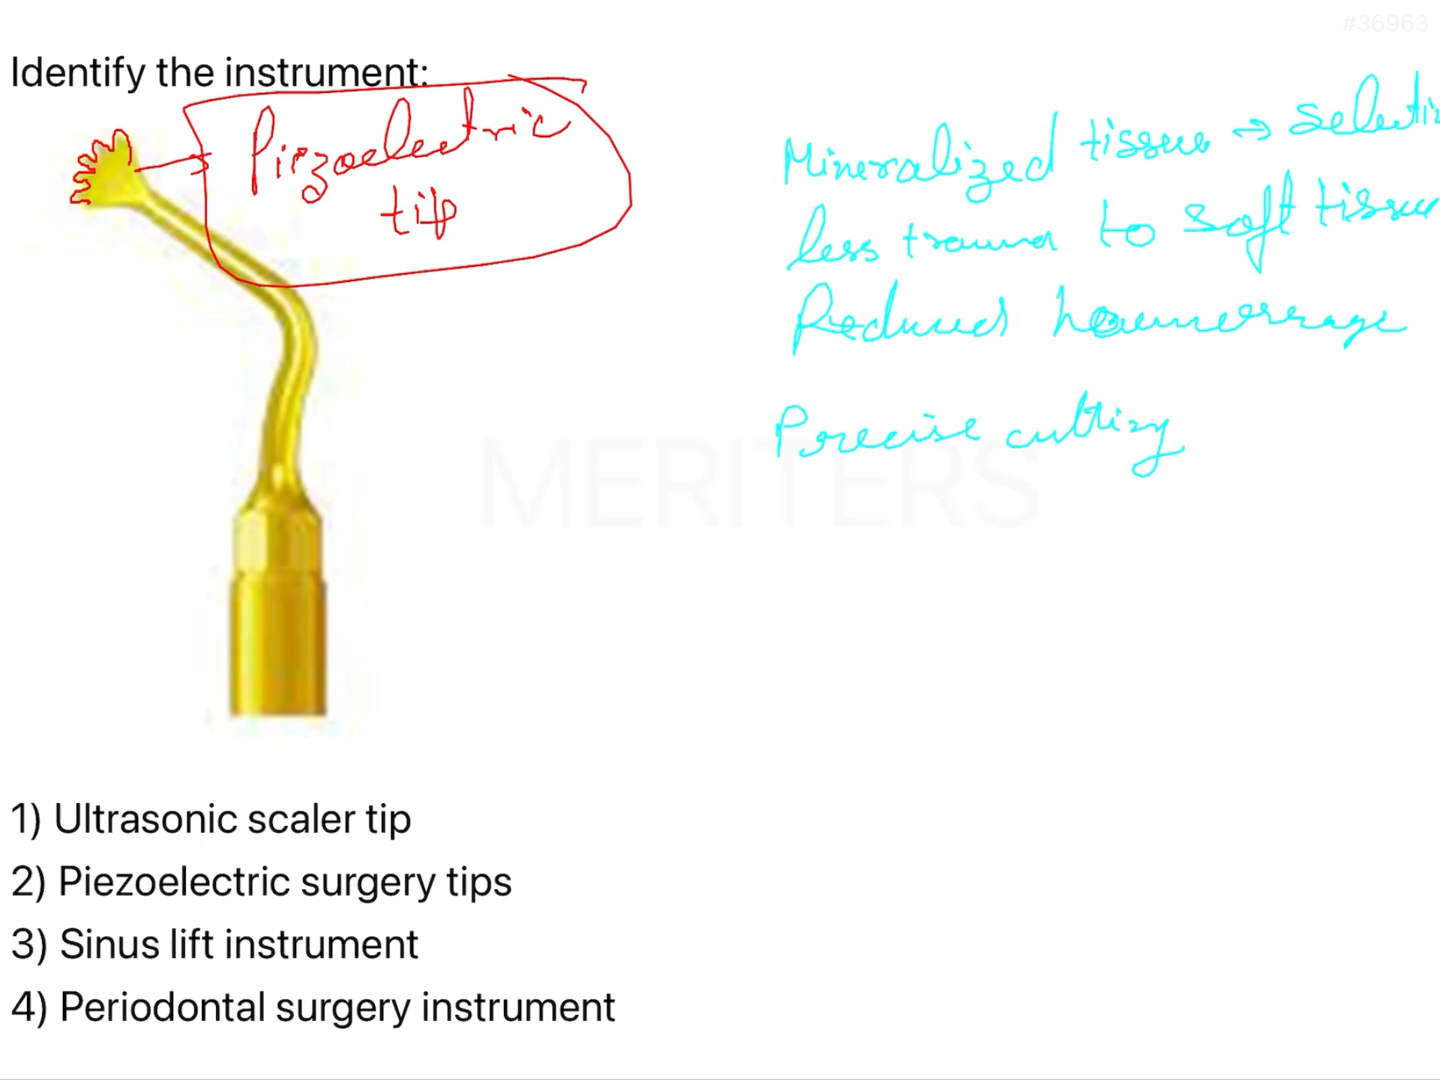 #36963
Identify the instrument:
Piezoelectric
tip
Mineralized tissue → selecti
less trauma to soft tissue
Reduced haemorrage
Precise cutting
MERITERS
1) Ultrasonic scaler tip
2) Piezoelectric surgery tips
3) Sinus lift instrument
4) Periodontal surgery instrument